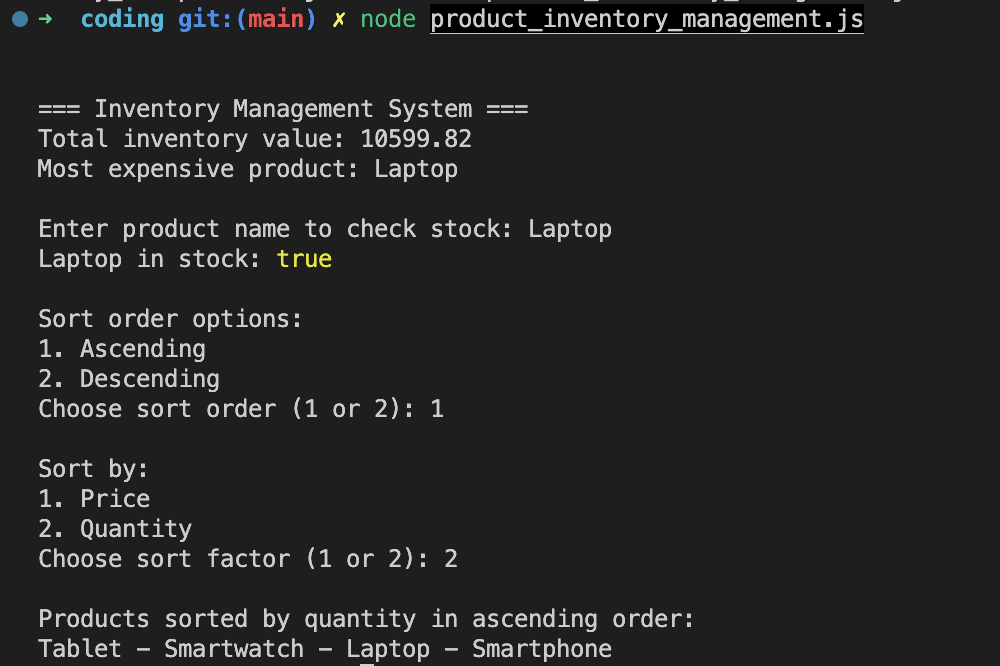 ➜ coding git:(main) ✗ node product_inventory_management.js
=== Inventory Management System ===
Total inventory value: 10599.82
Most expensive product: Laptop
Enter product name to check stock: Laptop
Laptop in stock: true
Sort order options:
1. Ascending
2. Descending
Choose sort order (1 or 2): 1
Sort by:
1. Price
2. Quantity
Choose sort factor (1 or 2): 2
Products sorted by quantity in ascending order:
Tablet – Smartwatch – Laptop – Smartphone